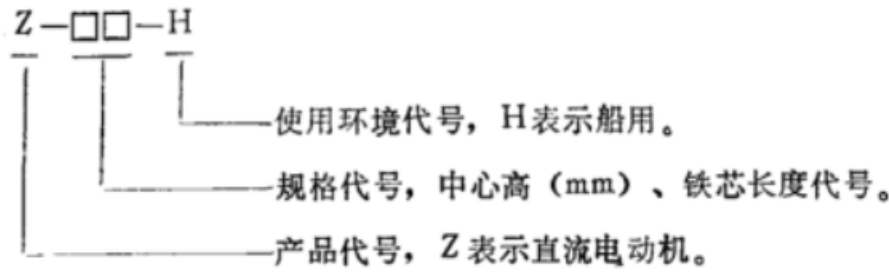 Z—□□—H
使用环境代号，H表示船用。
规格代号，中心高（mm）、铁芯长度代号。
产品代号，Z表示直流电动机。